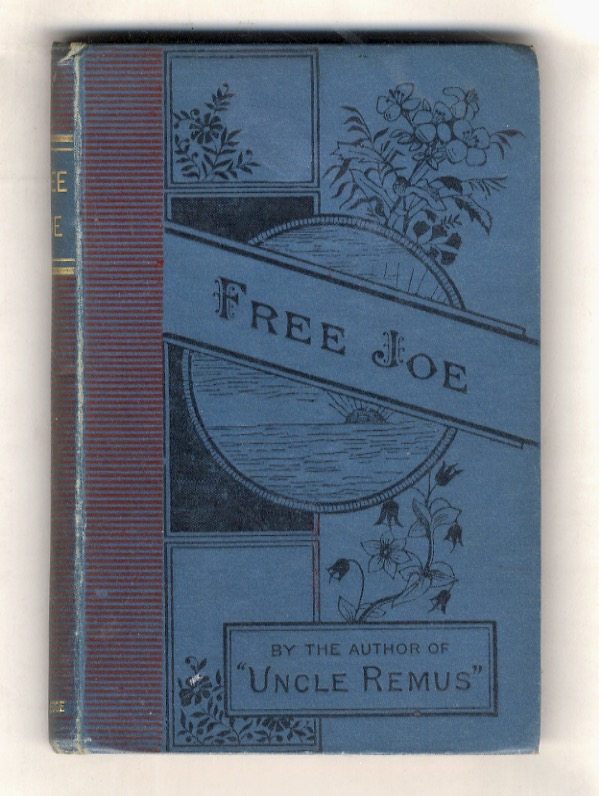 FREE JOE
BY THE AUTHOR OF
"UNCLE REMUS"